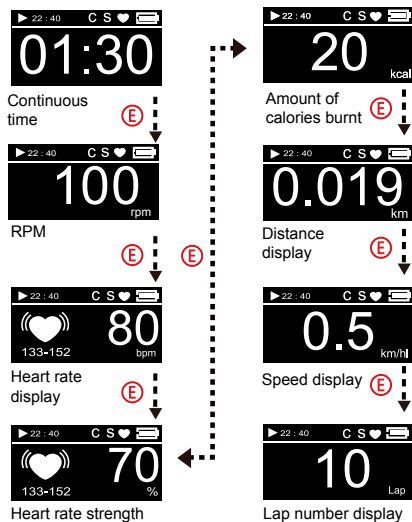 22 : 40 C S
01:30
Continuous
time
E
22 : 40 C S
100
rpm
RPM
E
22 : 40 C S
133-152
80
bpm
Heart rate
display
E
22 : 40 C S
133-152
70
%
Heart rate strength
E
22 : 40 C S
20
kcal
Amount of
calories burnt
E
22 : 40 C S
0.019
km
Distance
display
E
22 : 40 C S
0.5
km/hl
Speed display
E
22 : 40 C S
10
Lap
Lap number display